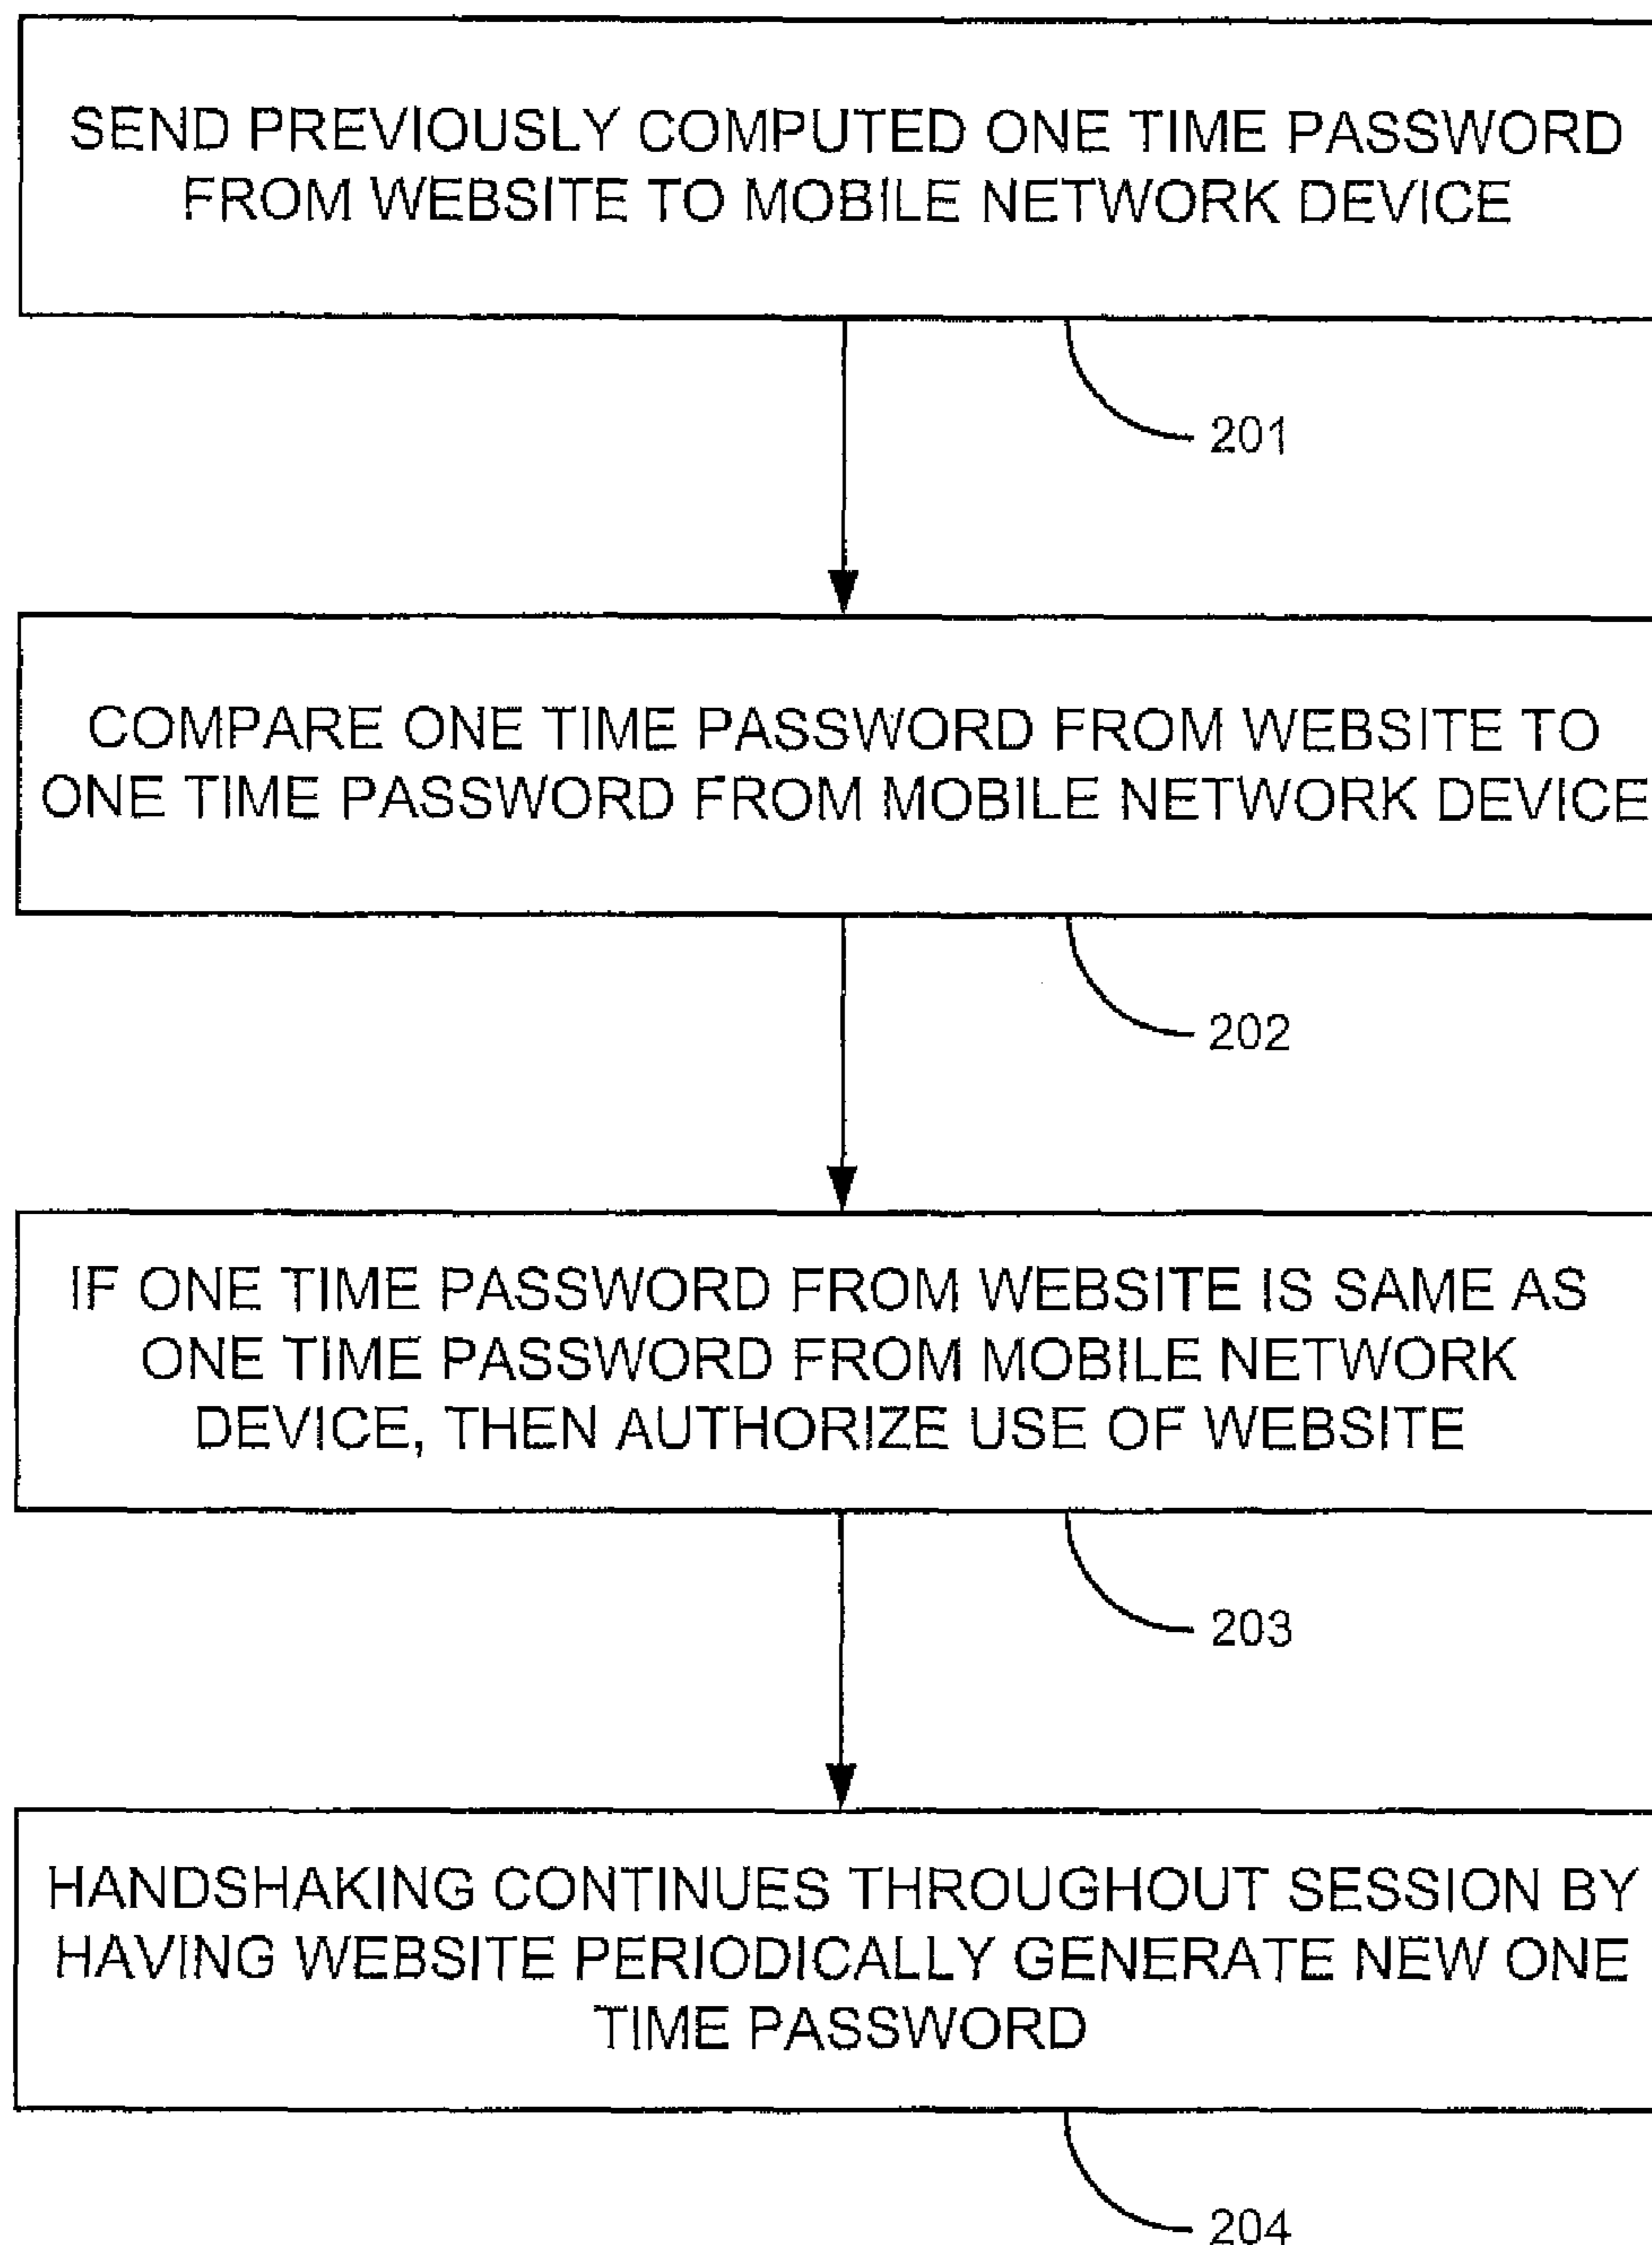 SEND PREVIOUSLY COMPUTED ONE TIME PASSWORD
FROM WEBSITE TO MOBILE NETWORK DEVICE
201
COMPARE ONE TIME PASSWORD FROM WEBSITE TO
ONE TIME PASSWORD FROM MOBILE NETWORK DEVICE
202
IF ONE TIME PASSWORD FROM WEBSITE IS SAME AS
ONE TIME PASSWORD FROM MOBILE NETWORK
DEVICE, THEN AUTHORIZE USE OF WEBSITE
203
HANDSHAKING CONTINUES THROUGHOUT SESSION BY
HAVING WEBSITE PERIODICALLY GENERATE NEW ONE
TIME PASSWORD
204